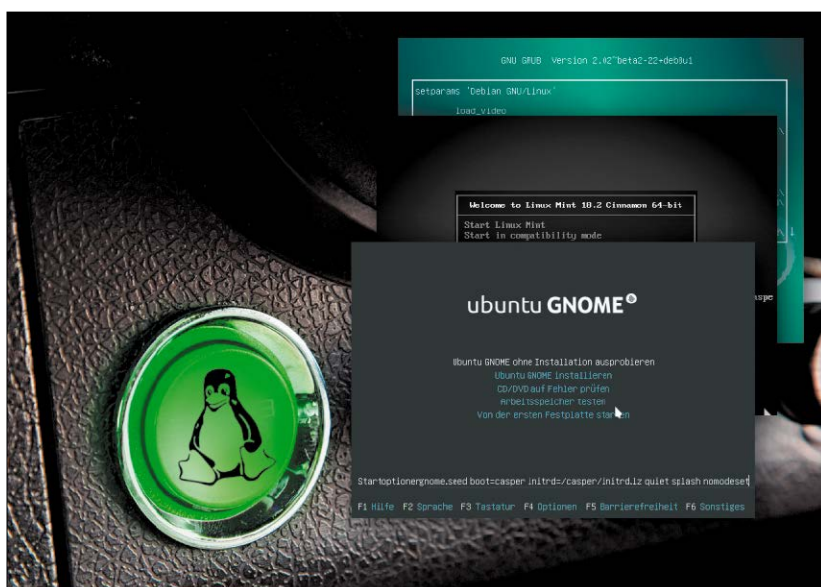 GNU GRUB Version 2.02~beta2-22+deb9u1
setparams 'Debian GNU/Linux'
load_video
Welcome to Linux Mint 18.2 Cinnamon 64-bit
Start Linux Mint
Start in compatibility mode
ubuntu GNOME
Ubuntu GNOME ohne Installation ausprobieren
Ubuntu GNOME installieren
CD/DVD auf Fehler prüfen
Arbeitsspeicher testen
Von der ersten Festplatte starten
Startoptionen gnome.seed boot=casper initrd=/casper/initrd.lz quiet splash nomodeset
F1 Hilfe F2 Sprache F3 Tastatur F4 Optionen F5 Barrierefreiheit F6 Sonstiges